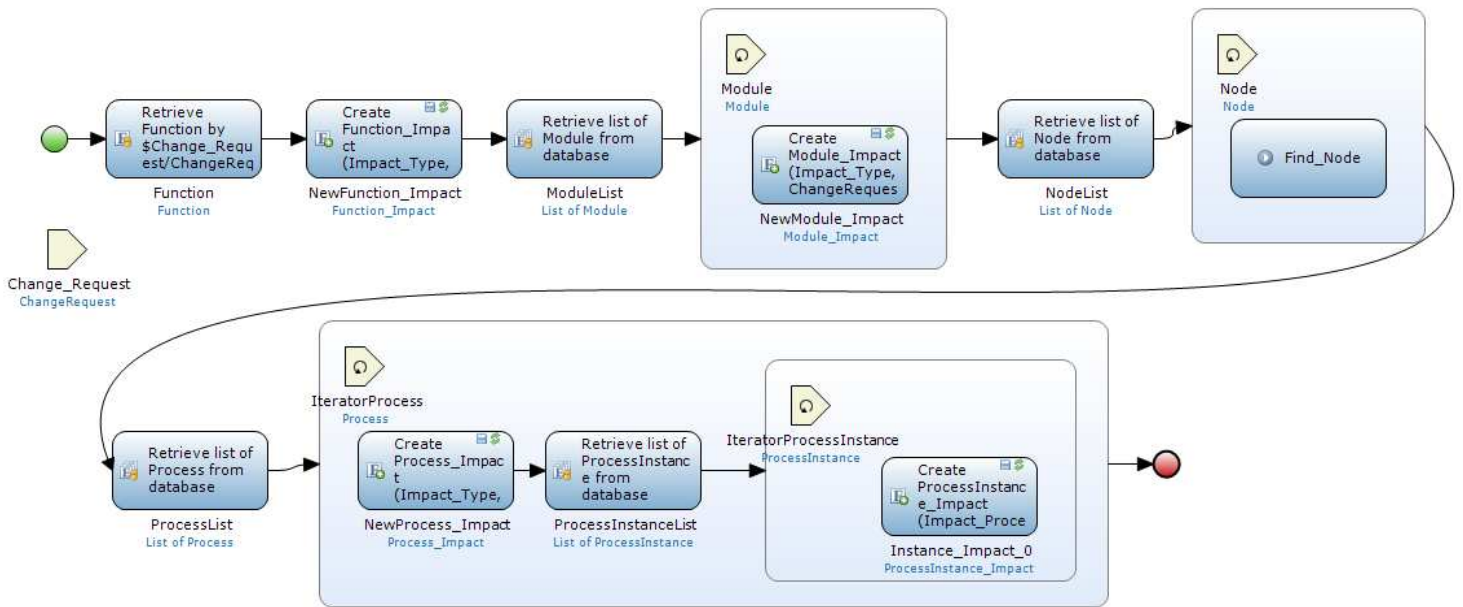 Retrieve
Function by
$Change_Requ
est/ChangeReq
Function
Function
Create
Function_Impa
ct
(Impact_Type,
NewFunction_Impact
Function_Impact
Retrieve list of
Module from
database
ModuleList
List of Module
Module
Module
Create
Module_Impact
(Impact_Type,
ChangeReques
NewModule_Impact
Module_Impact
Retrieve list of
Node from
database
NodeList
List of Node
Node
Node
Find_Node
Change_Request
ChangeRequest
Retrieve list of
Process from
database
ProcessList
List of Process
IteratorProcess
Process
Create
Process_Impac
t
(Impact_Type,
NewProcess_Impact
Process_Impact
Retrieve list of
ProcessInstanc
e from
database
ProcessInstanceList
List of ProcessInstance
IteratorProcessInstance
ProcessInstance
Create
ProcessInstanc
e_Impact
(Impact_Proce
Instance_Impact_0
ProcessInstance_Impact